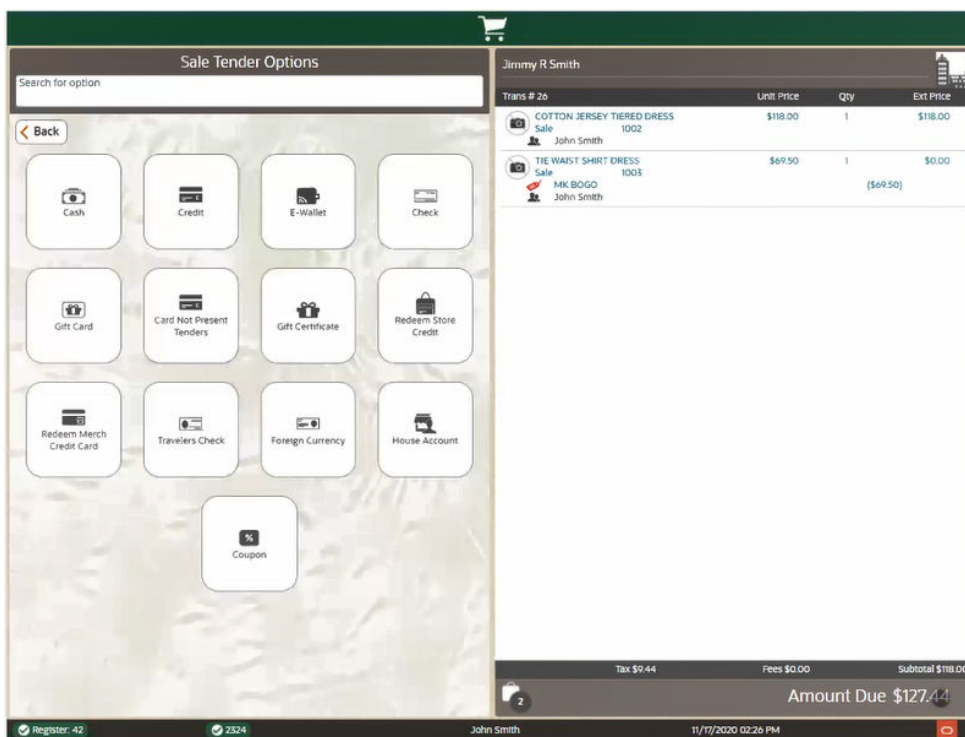 Sale Tender Options
Search for option
Back
Cash
Credit
E-Wallet
Check
Gift Card
Card Not Present
Tenders
Gift Certificate
Redeem Store
Credit
Redeem Merch
Credit Card
Travelers Check
Foreign Currency
House Account
%
Coupon
Jimmy R Smith
Trans # 26 Unit Price Qty Ext Price
COTTON JERSEY TIERED DRESS $118.00 1 $118.00
Sale 1002
John Smith
TIE WAIST SHIRT DRESS $69.50 1 $0.00
Sale 1003
MK BOGO ($69.50)
John Smith
Tax $9.44 Fees $0.00 Subtotal $118.00
2 Amount Due $127.44
Register: 42 2324 John Smith 11/17/2020 02:26 PM